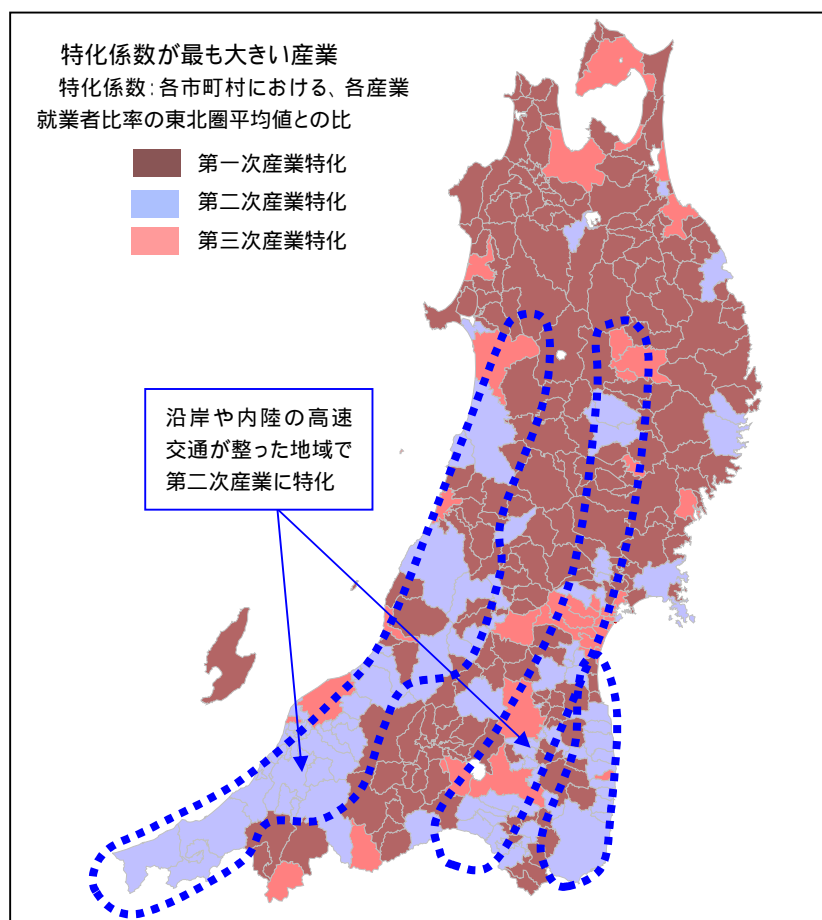 特化係数が最も大きい産業
特化係数：各市町村における、各産業
就業者比率の東北圏平均値との比
第一次産業特化
第二次産業特化
第三次産業特化
沿岸や内陸の高速
交通が整った地域で
第二次産業に特化